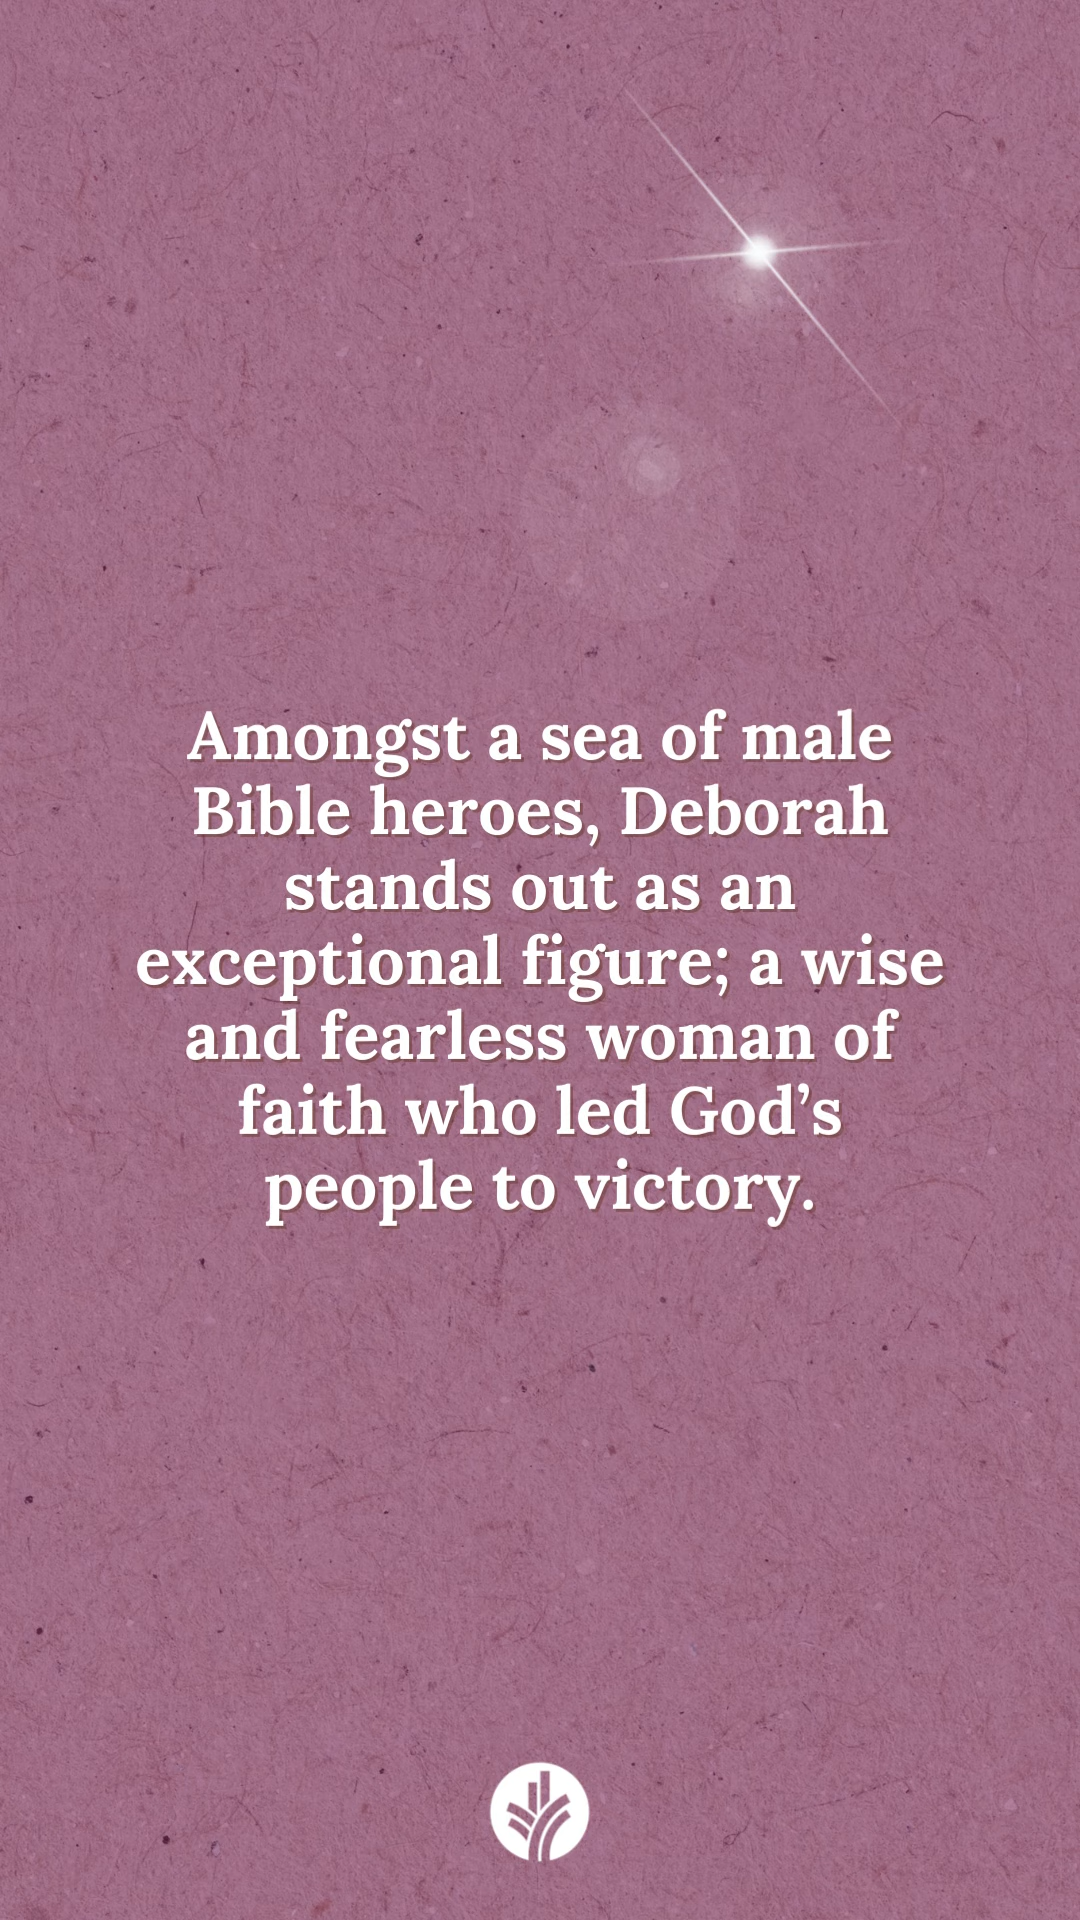 Amongst a sea of male
Bible heroes, Deborah
stands out as an
exceptional figure; a wise
and fearless woman of
faith who led God’s
people to victory.